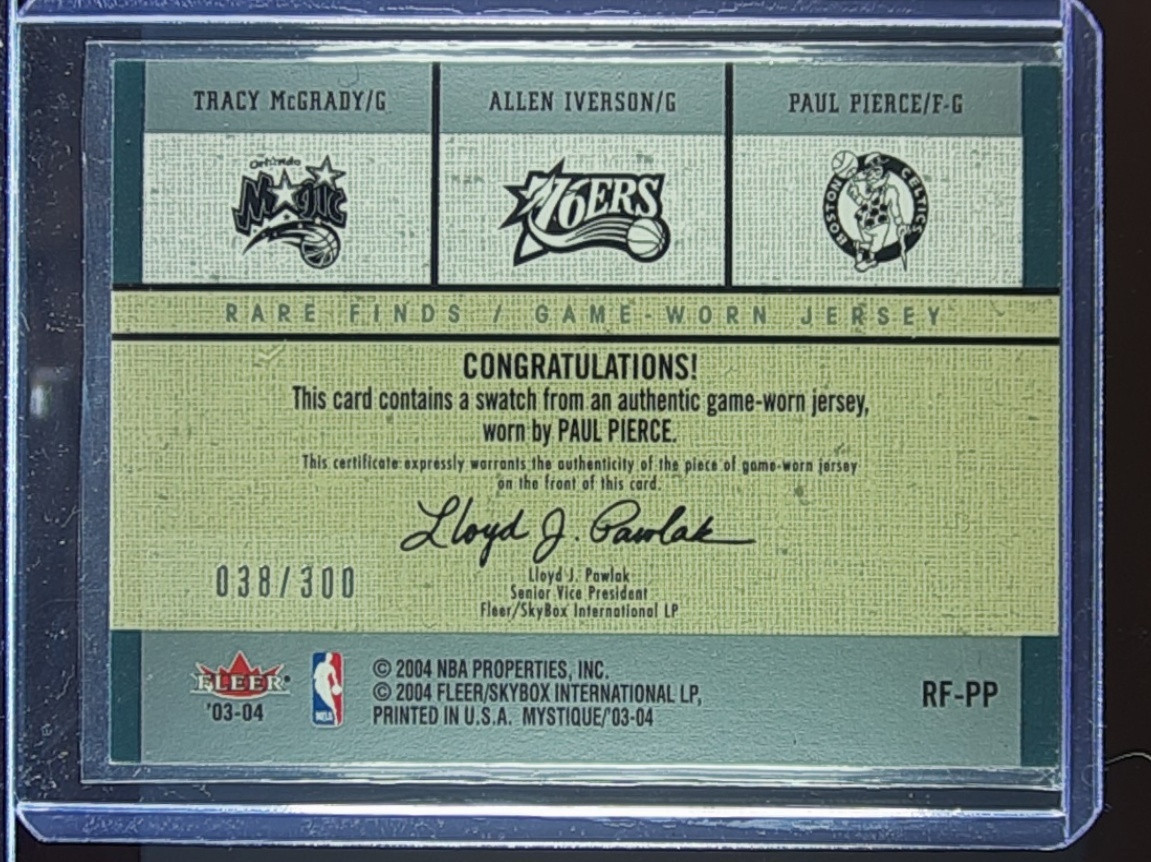 TRACY McGRADY/G
ALLEN IVERSON/G
PAUL PIERCE/F-G
Orlando
MAGIC
76ERS
BOSTON CELTICS
RARE FINDS / GAME-WORN JERSEY
CONGRATULATIONS!
This card contains a swatch from an authentic game-worn jersey,
worn by PAUL PIERCE.
This certificate expressly warrants the authenticity of the piece of game-worn jersey
on the front of this card.
Lloyd J. Pawlak
038/300
Lloyd J. Pawlak
Senior Vice President
Fleer/SkyBox International LP
FLEER®
'03-04
NBA
© 2004 NBA PROPERTIES, INC.
© 2004 FLEER/SKYBOX INTERNATIONAL LP,
PRINTED IN U.S.A. MYSTIQUE/'03-04
RF-PP